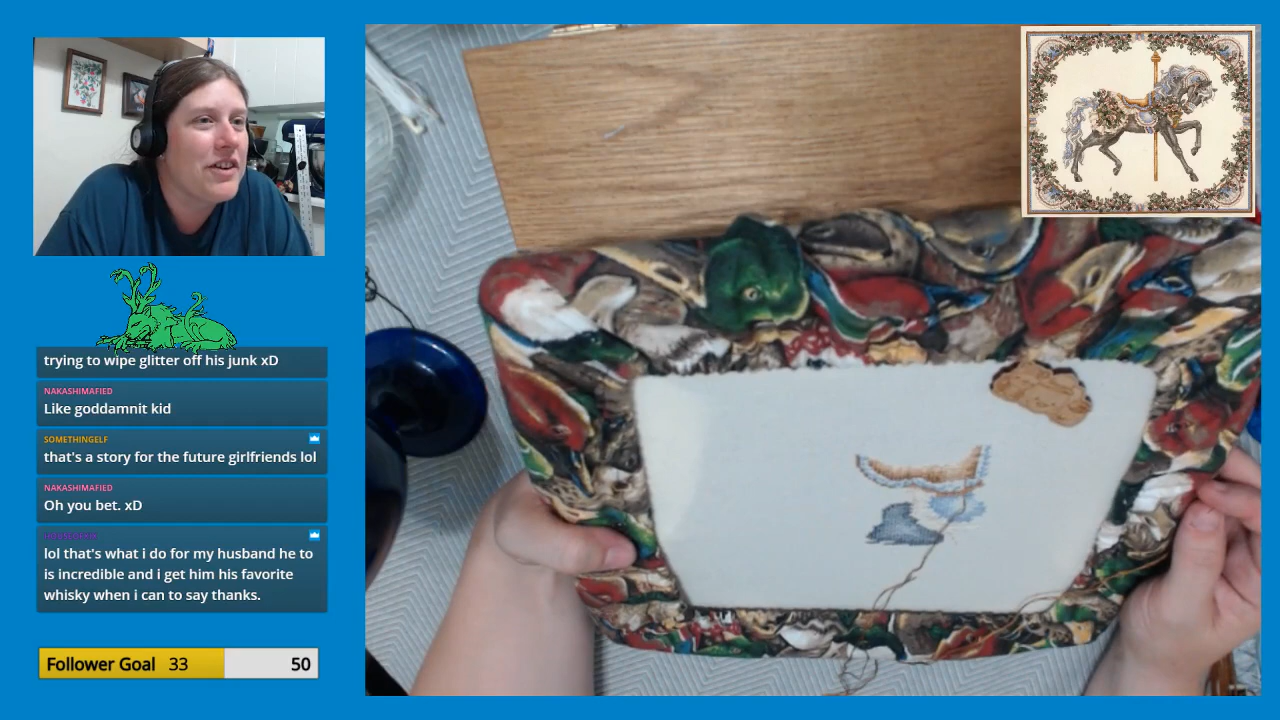 trying to wipe glitter off his junk xD
NAKASHIMAFIED
Like goddamnit kid
SOMETHINGELF
that's a story for the future girlfriends lol
NAKASHIMAFIED
Oh you bet. xD
lol that's what i do for my husband he to
is incredible and i get him his favorite
whisky when i can to say thanks.
Follower Goal 33 50